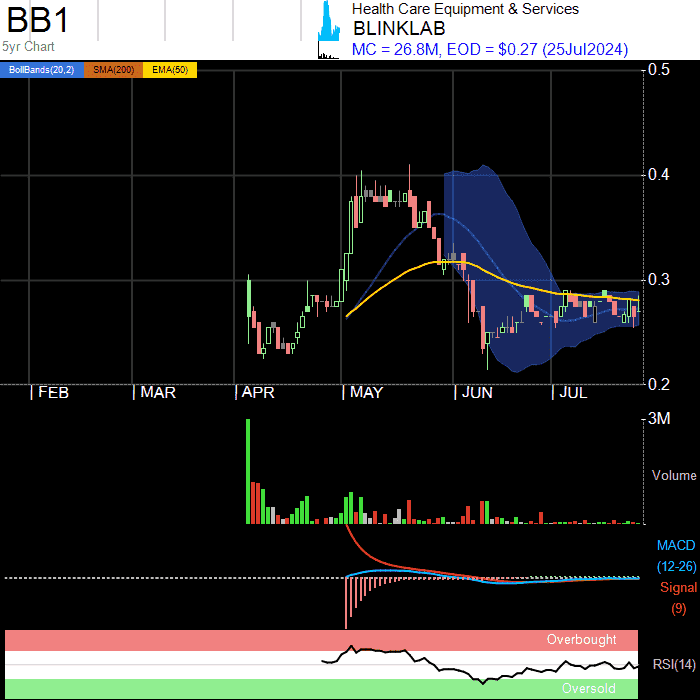 BB1
5yr Chart
Health Care Equipment & Services
BLINKLAB
MC = 26.8M, EOD = $0.27 (25Jul2024)
BollBands(20,2) SMA(200) EMA(50)
0.5
0.4
0.3
0.2
FEB MAR APR MAY JUN JUL
3M
Volume
MACD
(12-26)
Signal
(9)
Overbought
RSI(14)
Oversold